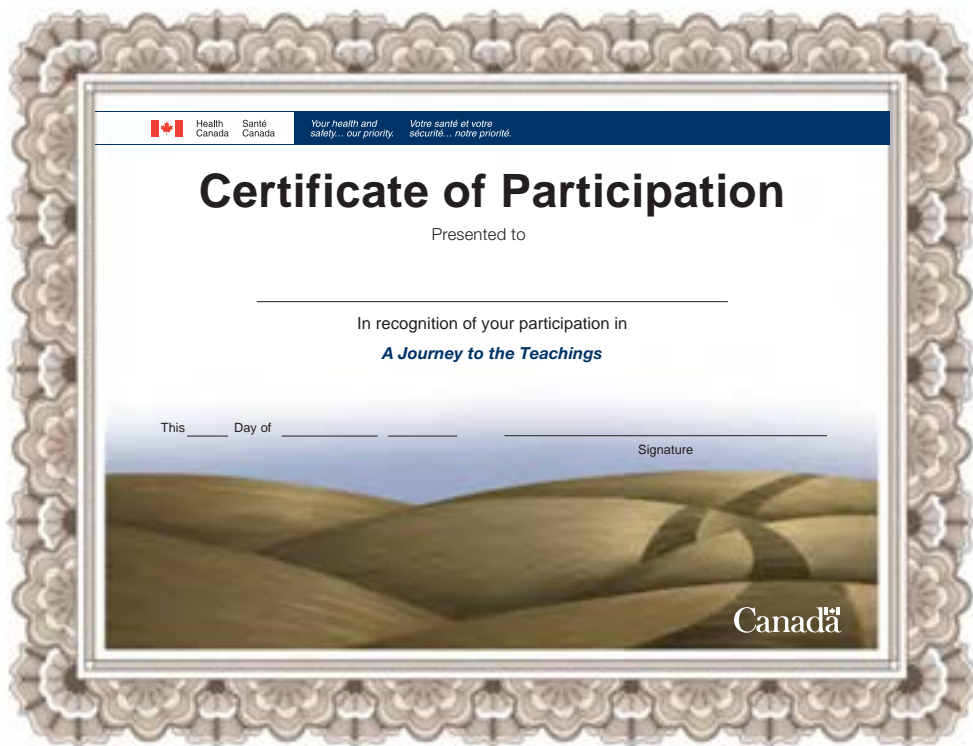 Health Canada
Santé Canada
Your health and safety... our priority.
Votre santé et votre sécurité... notre priorité.
Certificate of Participation
Presented to
In recognition of your participation in
A Journey to the Teachings
This Day of
Signature
Canada